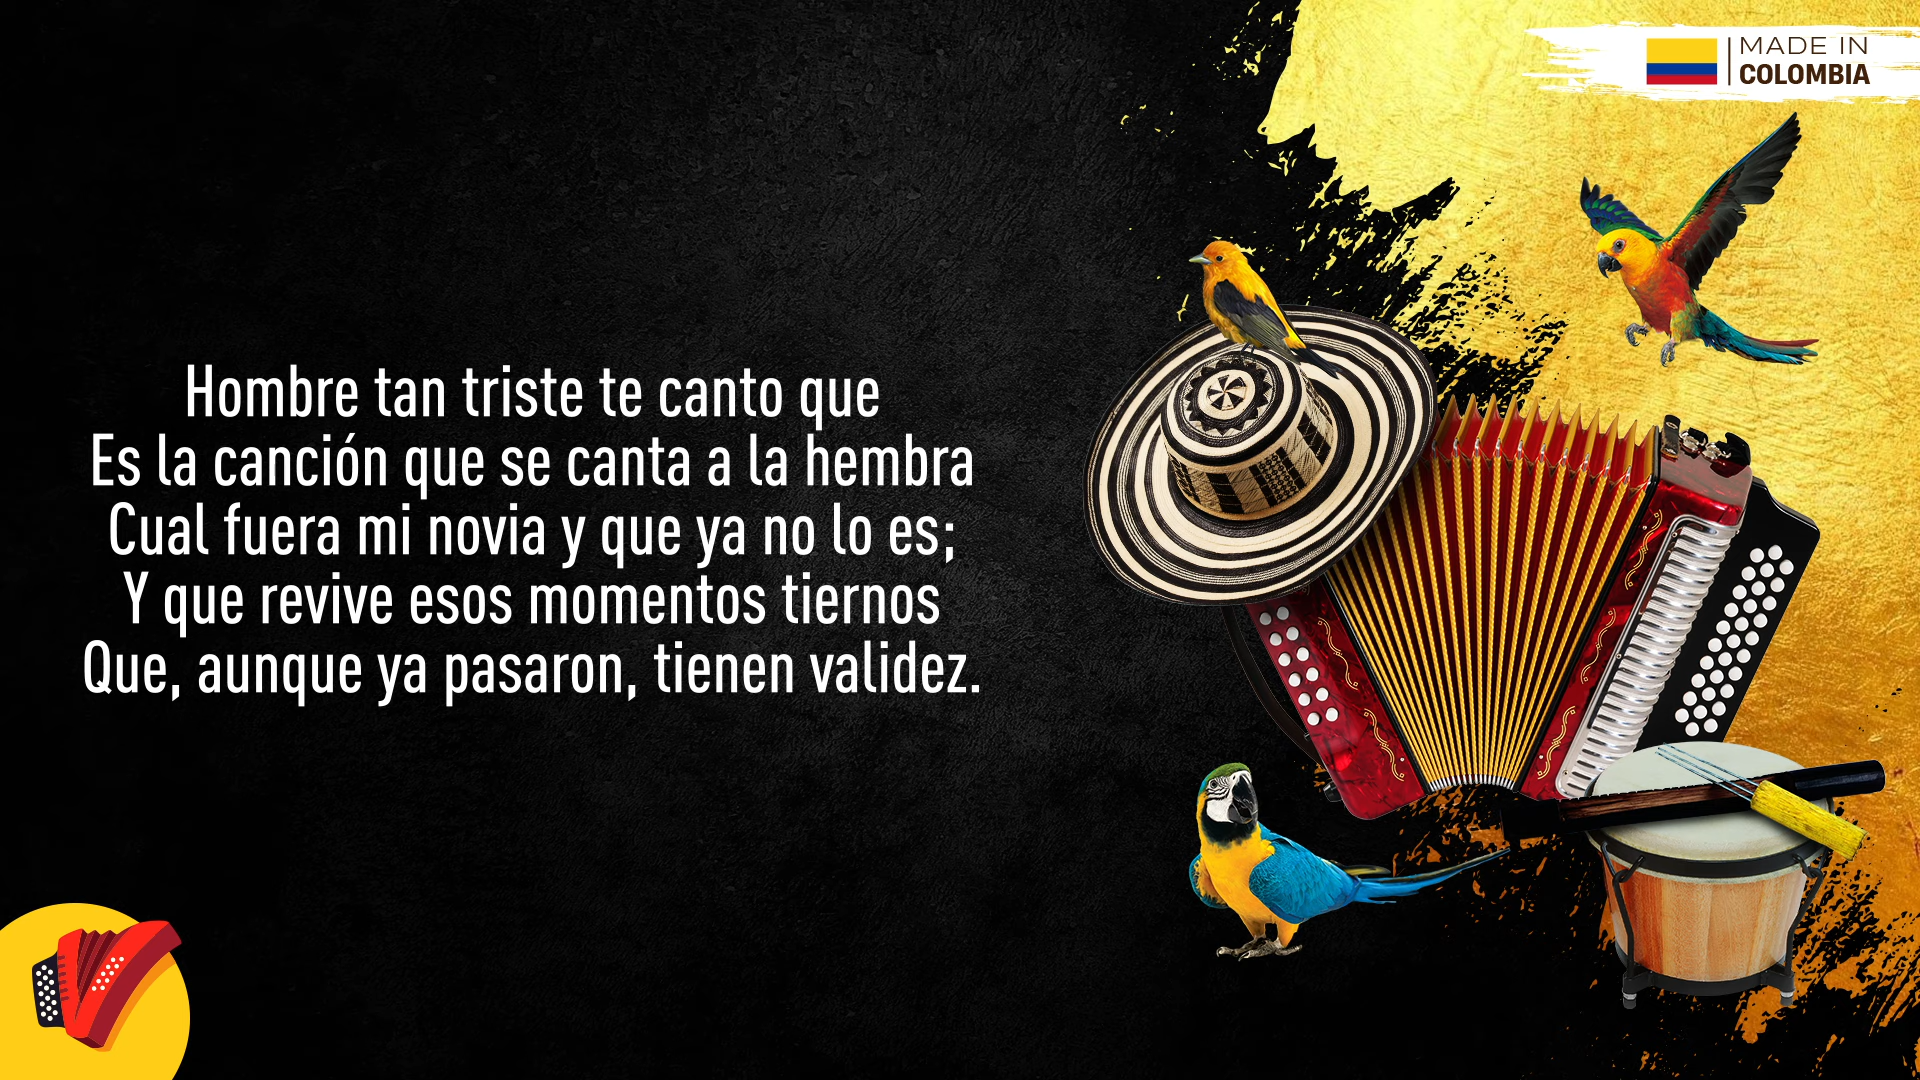 MADE IN
COLOMBIA
Hombre tan triste te canto que
Es la canción que se canta a la hembra
Cual fuera mi novia y que ya no lo es;
Y que revive esos momentos tiernos
Que, aunque ya pasaron, tienen validez.